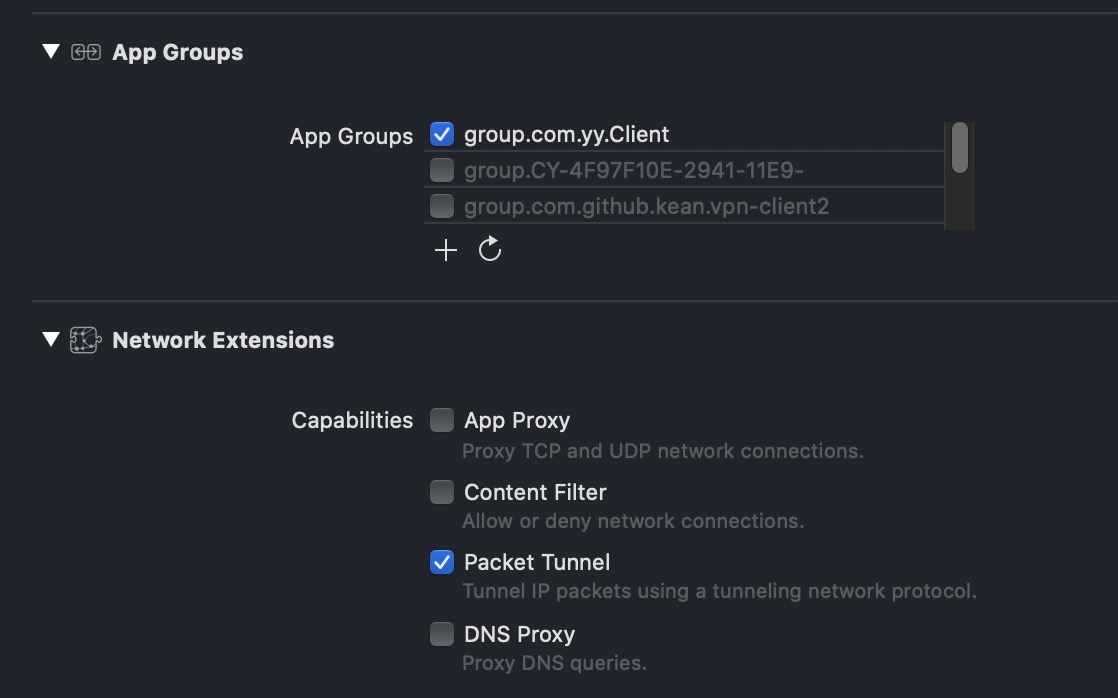 App Groups
App Groups
group.com.yy.Client
group.CY-4F97F10E-2941-11E9-
group.com.github.kean.vpn-client2
Network Extensions
Capabilities
App Proxy
Proxy TCP and UDP network connections.
Content Filter
Allow or deny network connections.
Packet Tunnel
Tunnel IP packets using a tunneling network protocol.
DNS Proxy
Proxy DNS queries.